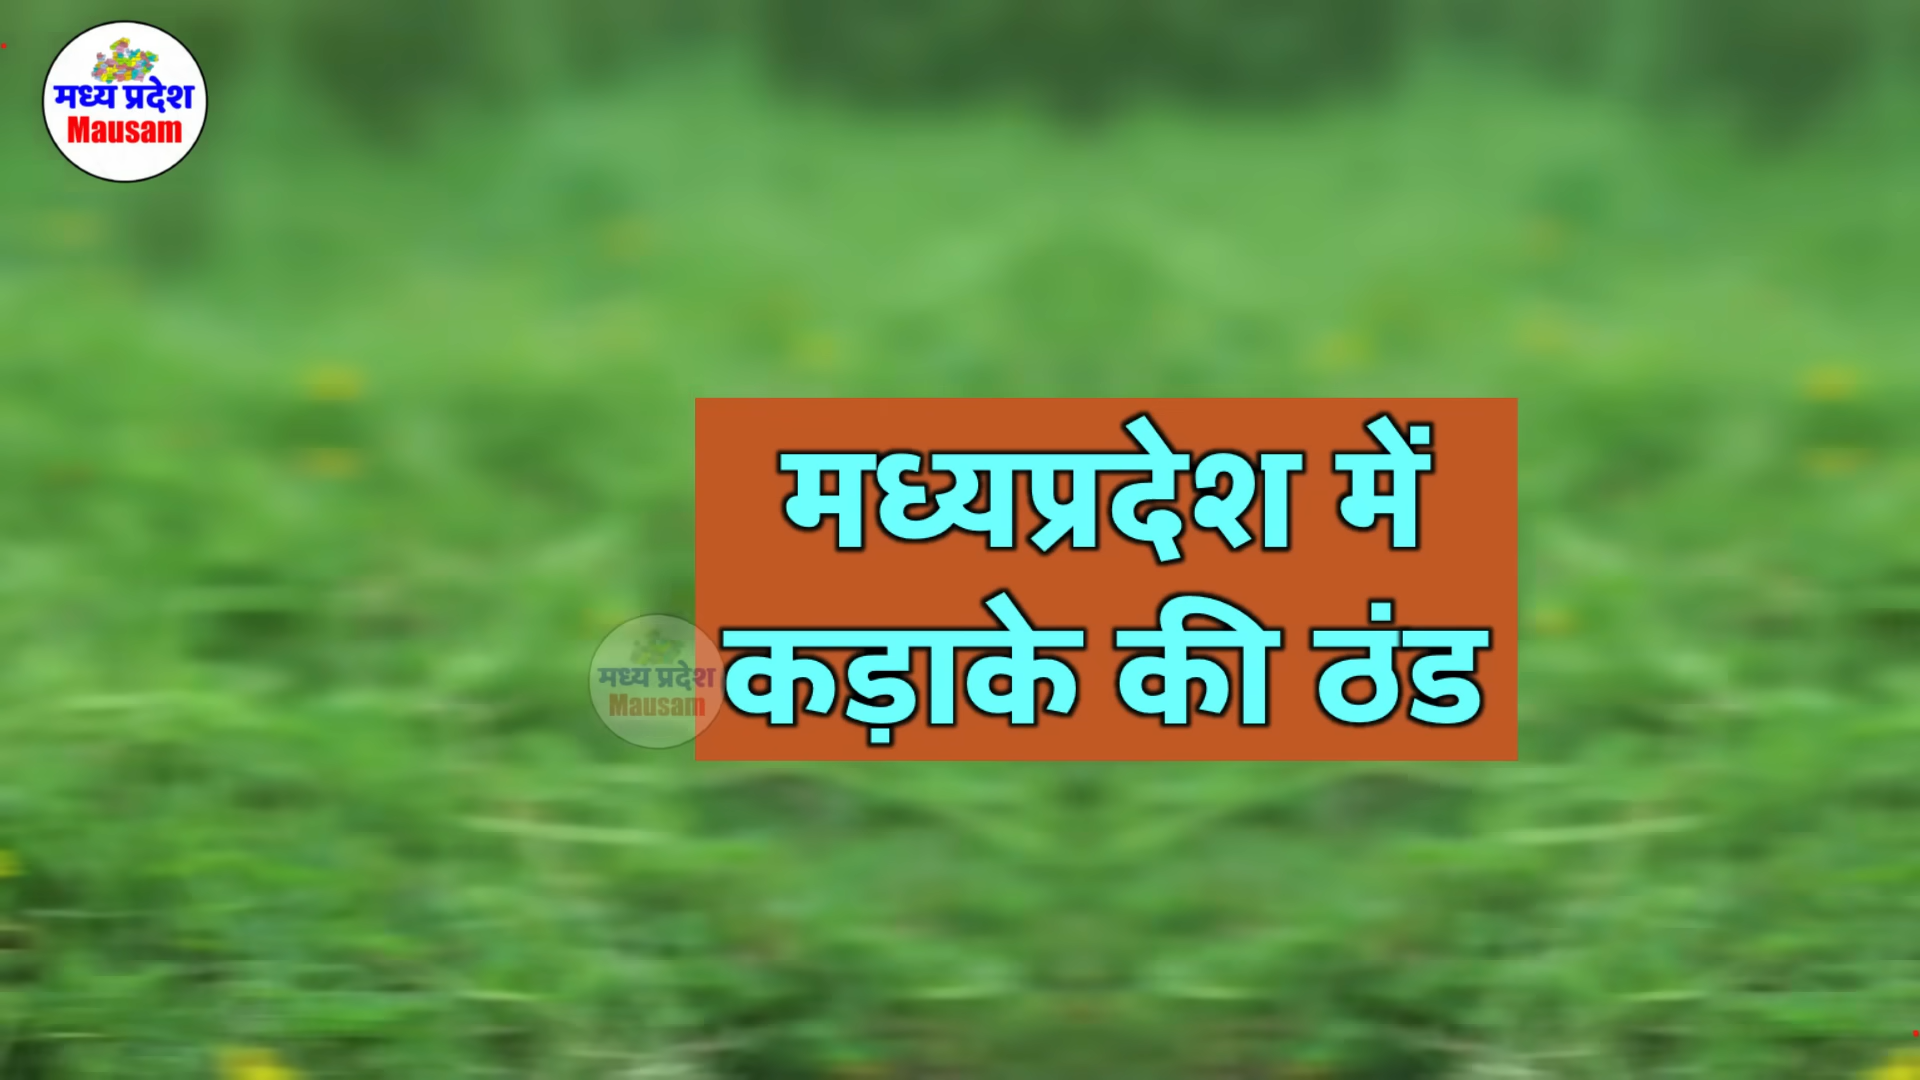 मध्य प्रदेश
Mausam
मध्यप्रदेश में
कड़ाके की ठंड
मध्य प्रदेश
Mausam